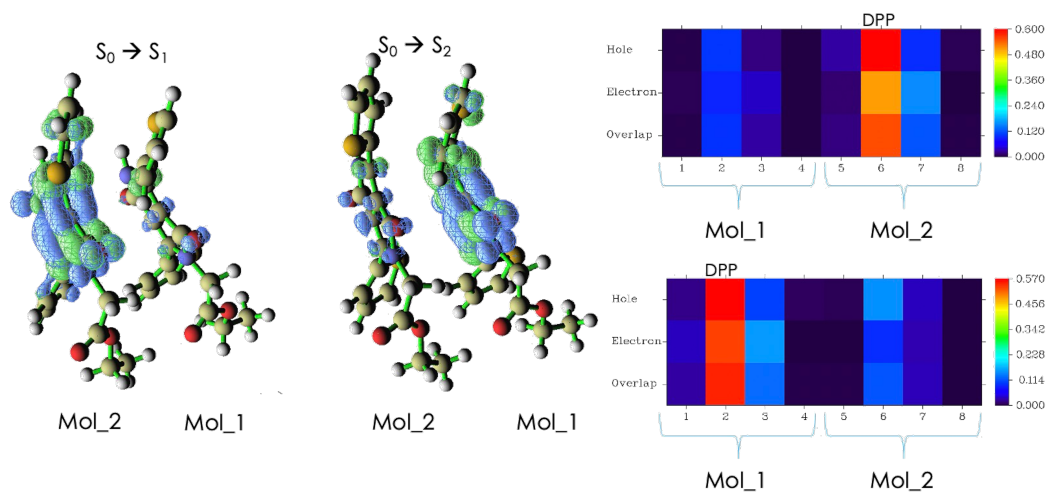 S₀ → S₁
Mol_2 Mol_1
S₀ → S₂
Mol_2 Mol_1
DPP
Hole
Electron
Overlap
1 2 3 4 5 6 7 8
0.600
0.480
0.360
0.240
0.120
0.000
Mol_1 Mol_2
DPP
Hole
Electron
Overlap
1 2 3 4 5 6 7 8
0.570
0.456
0.342
0.228
0.114
0.000
Mol_1 Mol_2